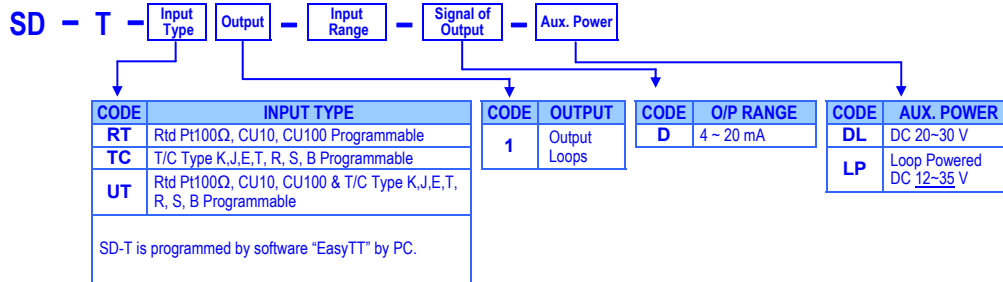 SD - T - Input Type Output - Input Range - Signal of Output - Aux. Power
CODE INPUT TYPE
RT Rtd Pt100Ω, CU10, CU100 Programmable
TC T/C Type K,J,E,T, R, S, B Programmable
UT Rtd Pt100Ω, CU10, CU100 & T/C Type K,J,E,T,
R, S, B Programmable
SD-T is programmed by software “EasyTT” by PC.
CODE OUTPUT
1 Output
Loops
CODE O/P RANGE
D 4 ~ 20 mA
CODE AUX. POWER
DL DC 20~30 V
LP Loop Powered
DC 12~35 V